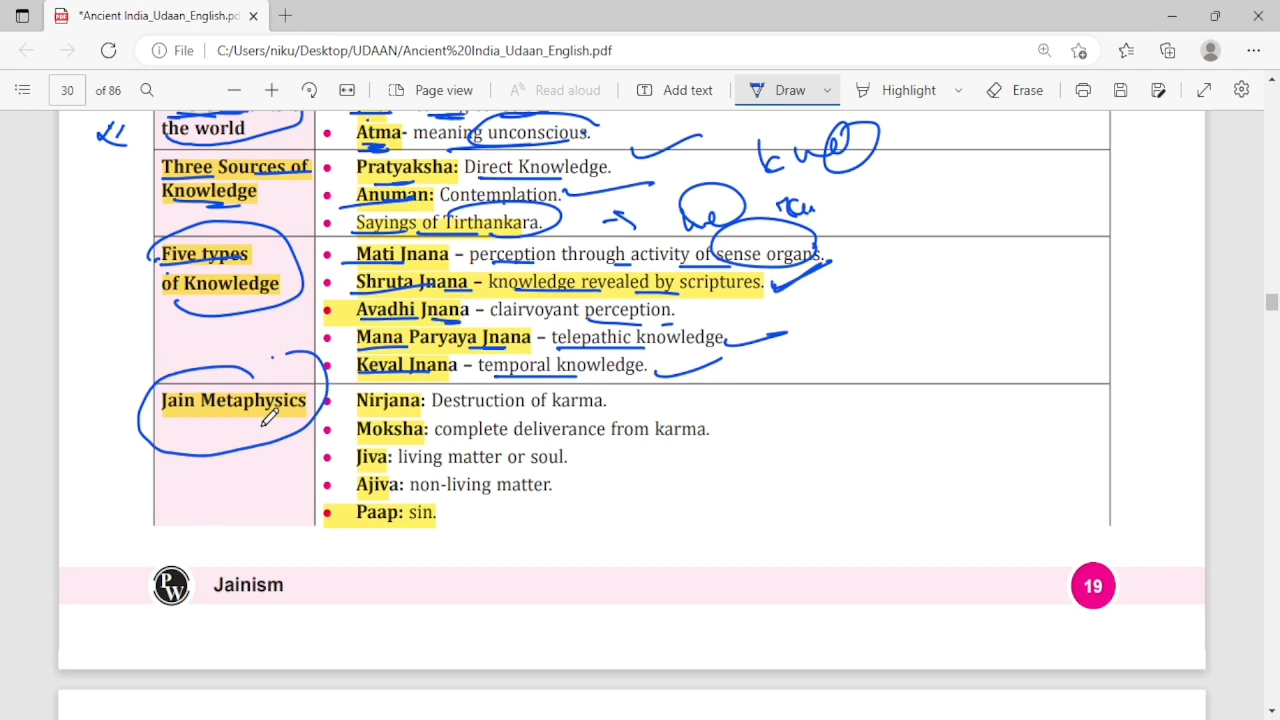 *Ancient India_Udaan_English.pd
File
C:/Users/niku/Desktop/UDAAN/Ancient%20India_Udaan_English.pdf
30
of 86
Page view
Read aloud
Add text
Draw
Highlight
Erase
the world
Atma- meaning unconscious.
Three Sources of
Knowledge
Pratyaksha: Direct Knowledge.
Anuman: Contemplation.
Sayings of Tirthankara.
Five types
of Knowledge
Mati Jnana – perception through activity of sense organs.
Shruta Jnana – knowledge revealed by scriptures.
Avadhi Jnana – clairvoyant perception.
Mana Paryaya Jnana – telepathic knowledge.
Keval Jnana – temporal knowledge.
Jain Metaphysics
Nirjana: Destruction of karma.
Moksha: complete deliverance from karma.
Jiva: living matter or soul.
Ajiva: non-living matter.
Paap: sin.
PW
Jainism
19